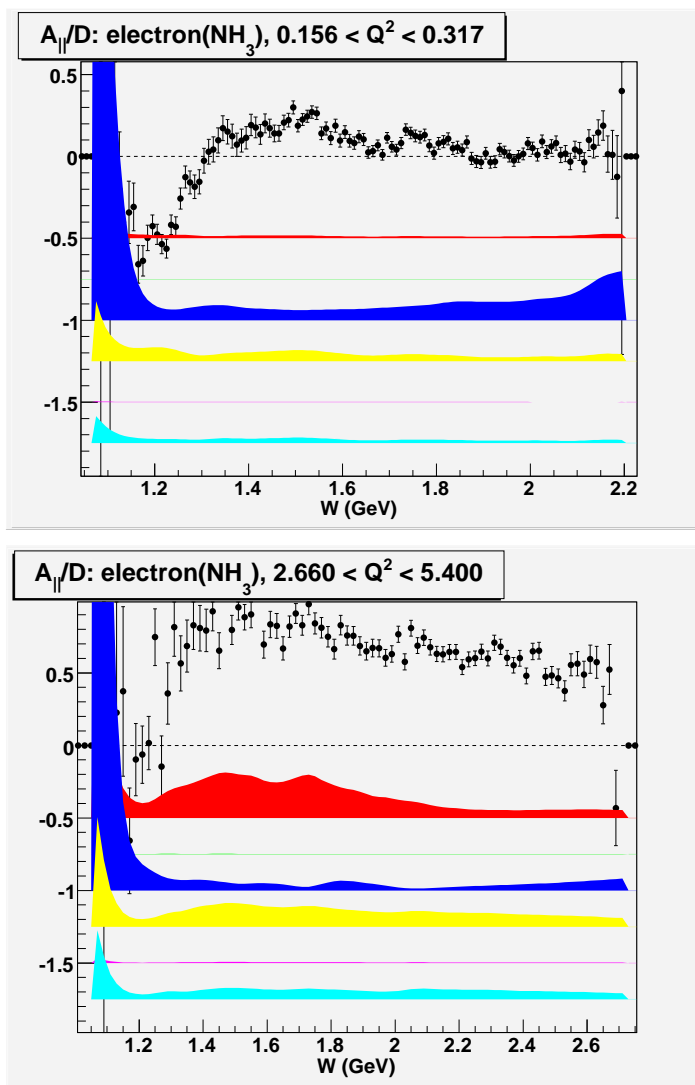 A||/D: electron(NH3), 0.156 < Q2 < 0.317
0.5
0
-0.5
-1
-1.5
1.2 1.4 1.6 1.8 2 2.2
W (GeV)
A||/D: electron(NH3), 2.660 < Q2 < 5.400
0.5
0
-0.5
-1
-1.5
1.2 1.4 1.6 1.8 2 2.2 2.4 2.6
W (GeV)